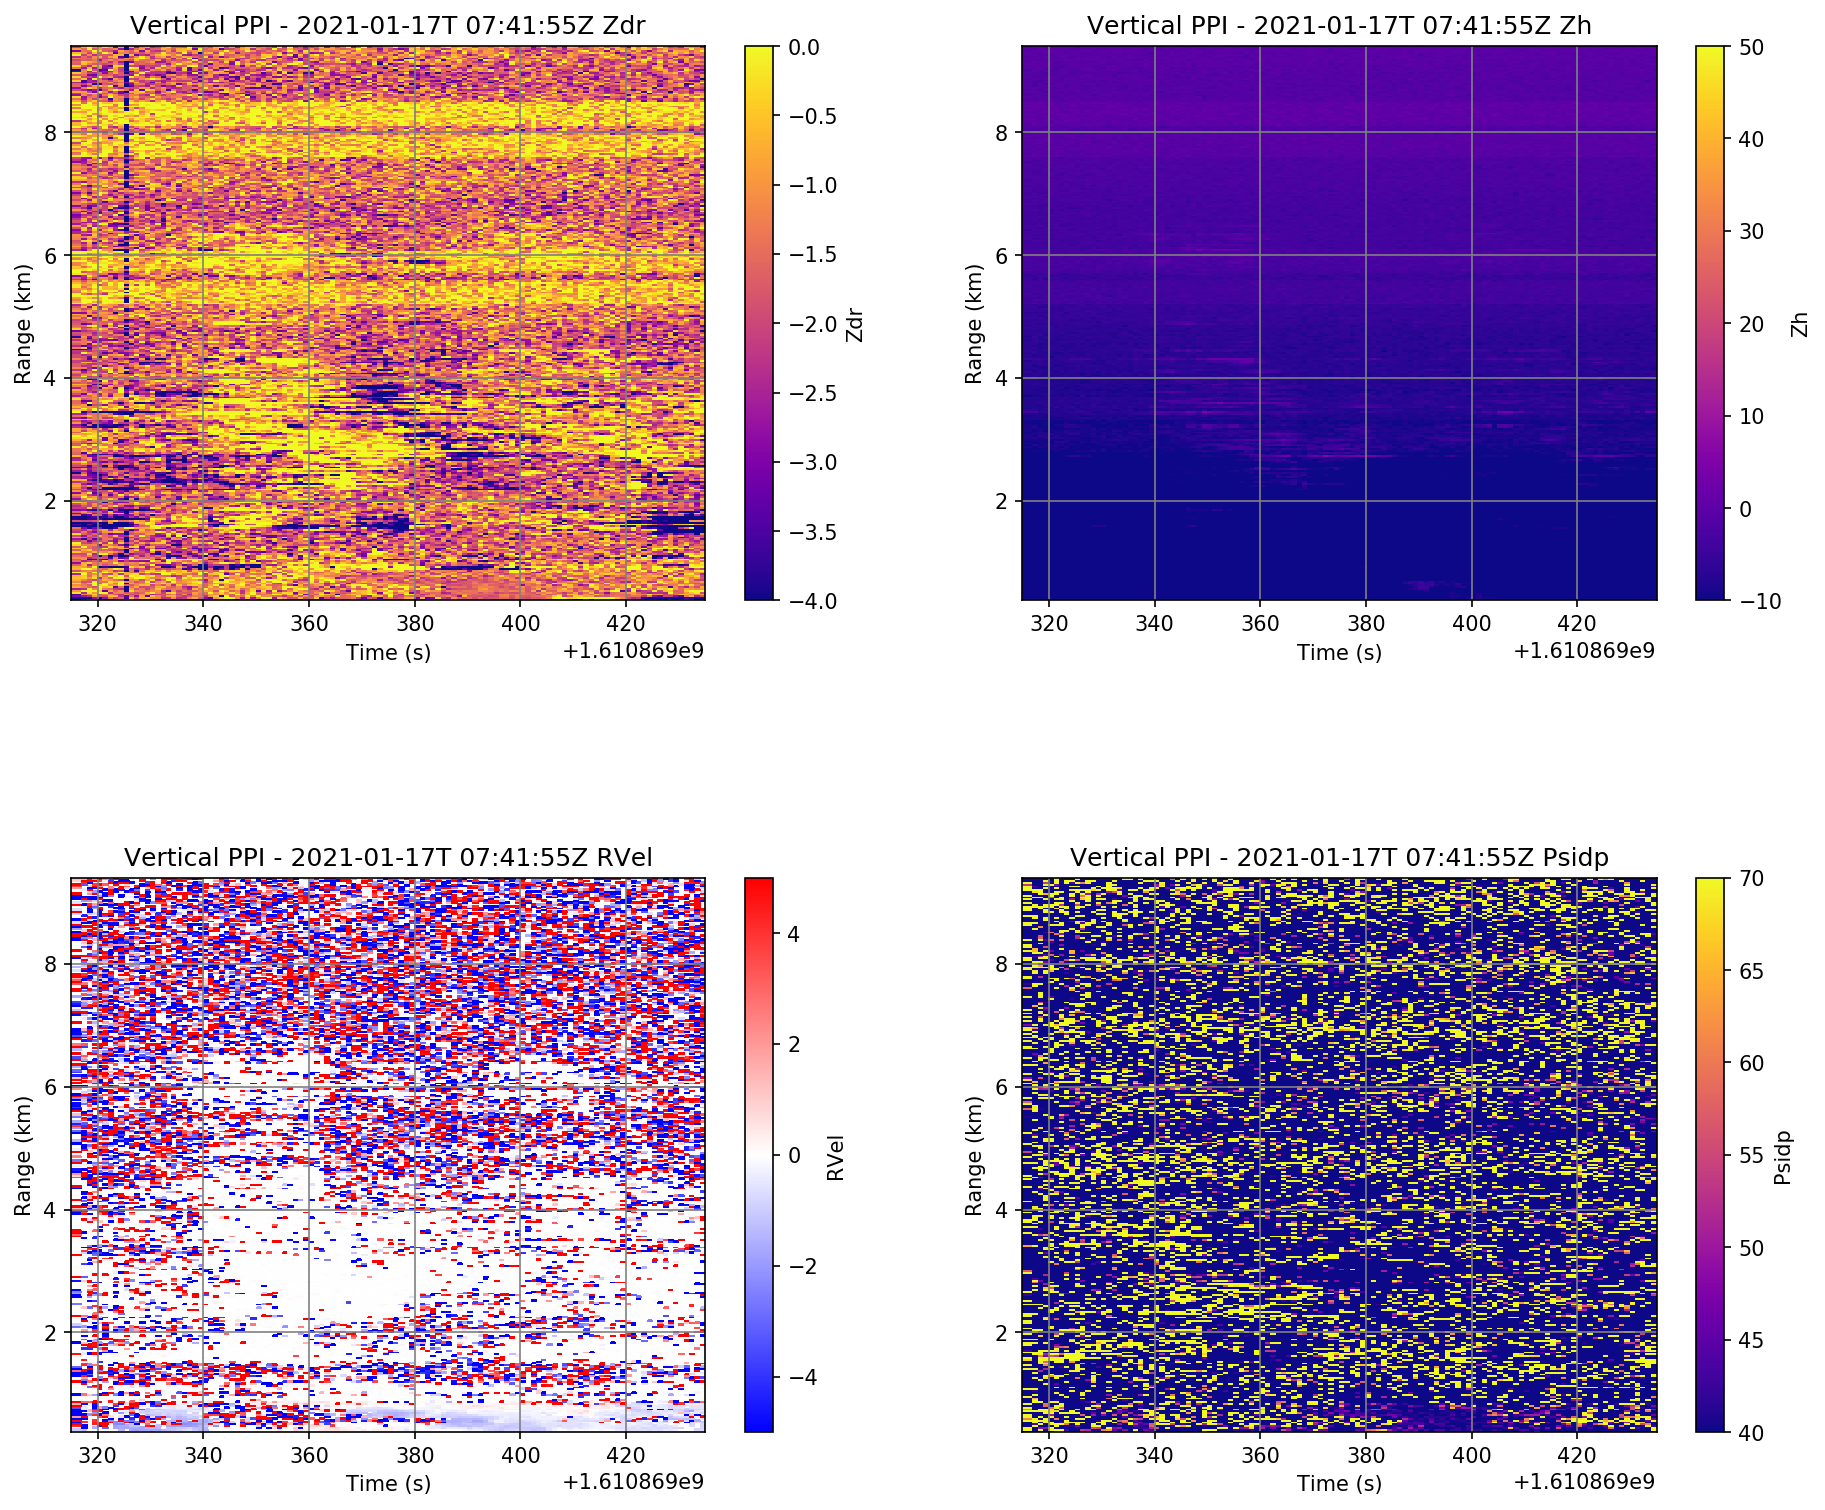 Vertical PPI - 2021-01-17T 07:41:55Z Zdr
Range (km)
8
6
4
2
320 340 360 380 400 420
Time (s)
+1.610869e9
0.0
−0.5
−1.0
−1.5
−2.0
−2.5
−3.0
−3.5
−4.0
Zdr
Vertical PPI - 2021-01-17T 07:41:55Z Zh
Range (km)
8
6
4
2
320 340 360 380 400 420
Time (s)
+1.610869e9
50
40
30
20
10
0
−10
Zh
Vertical PPI - 2021-01-17T 07:41:55Z RVel
Range (km)
8
6
4
2
320 340 360 380 400 420
Time (s)
+1.610869e9
4
2
0
−2
−4
RVel
Vertical PPI - 2021-01-17T 07:41:55Z Psidp
Range (km)
8
6
4
2
320 340 360 380 400 420
Time (s)
+1.610869e9
70
65
60
55
50
45
40
Psidp